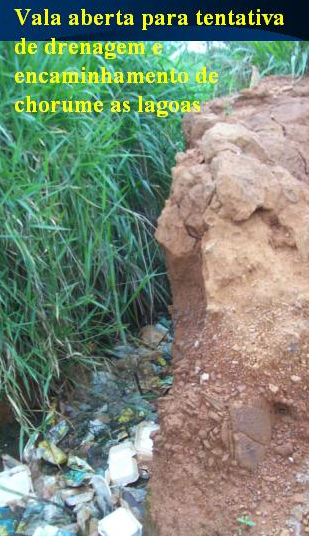 Vala aberta para tentativa
de drenagem e
encaminhamento de
chorume as lagoas